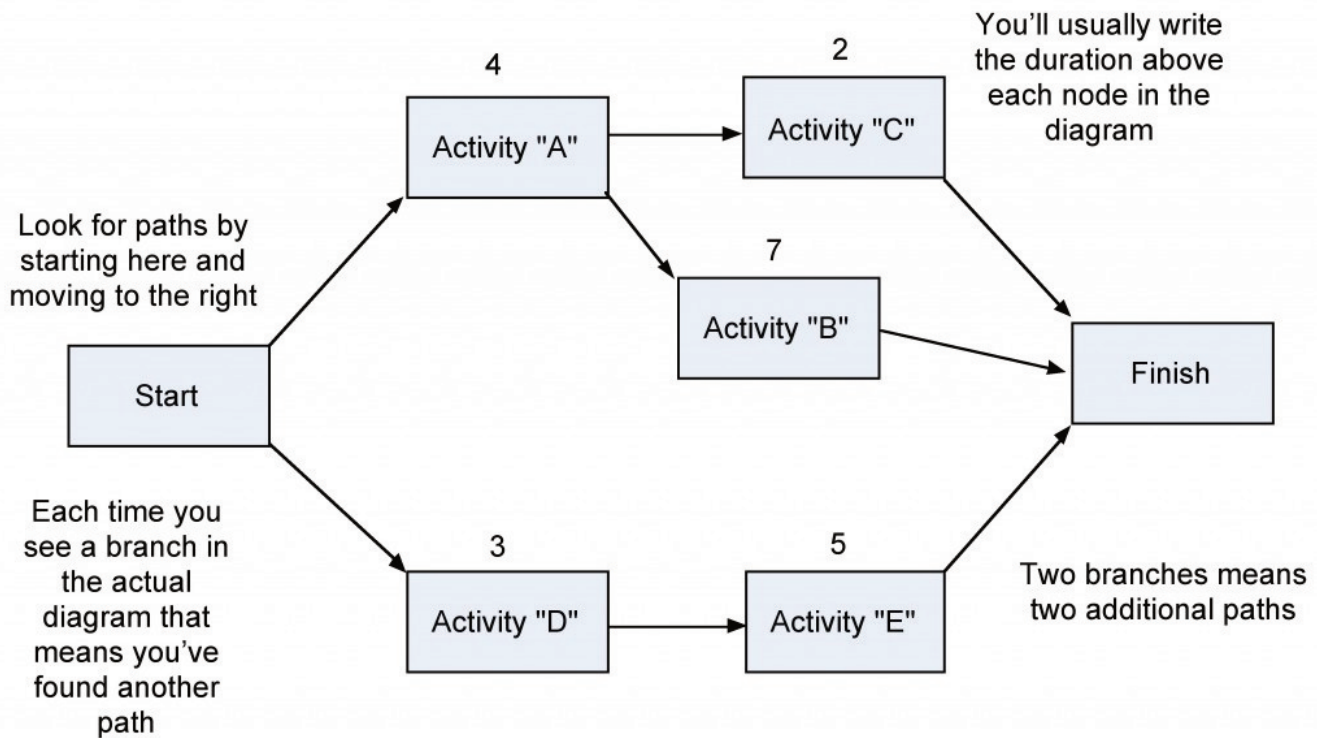 You’ll usually write
the duration above
each node in the
diagram
4
2
Activity "A"
Activity "C"
Look for paths by
starting here and
moving to the right
7
Activity "B"
Start
Finish
Each time you
see a branch in
the actual
diagram that
means you’ve
found another
path
3
5
Activity "D"
Activity "E"
Two branches means
two additional paths